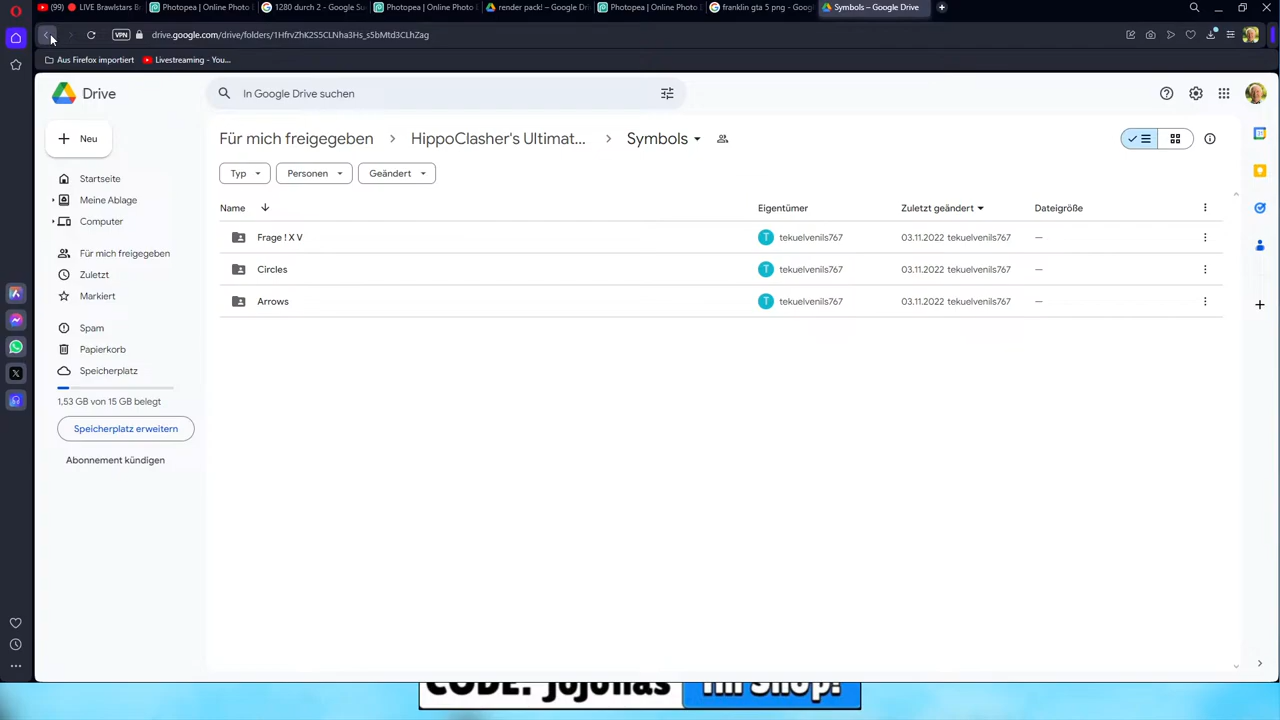 (99) 🔴 LIVE Brawlstars B
Photopea | Online Photo
1280 durch 2 - Google Su
Photopea | Online Photo
render pack! – Google Dr
Photopea | Online Photo
franklin gta 5 png - Goog
Symbols – Google Drive
VPN
drive.google.com/drive/folders/1HfrvZhK2S5CLNha3Hs_s5bMtd3CLhZag
Aus Firefox importiert
Livestreaming - You...
Drive
In Google Drive suchen
Neu
Für mich freigegeben > HippoClasher's Ultimat... > Symbols
Typ
Personen
Geändert
Startseite
Meine Ablage
Computer
Für mich freigegeben
Zuletzt
Markiert
Spam
Papierkorb
Speicherplatz
1,53 GB von 15 GB belegt
Speicherplatz erweitern
Abonnement kündigen
Name Eigentümer Zuletzt geändert Dateigröße
Frage ! X V T tekuelvenils767 03.11.2022 tekuelvenils767 —
Circles T tekuelvenils767 03.11.2022 tekuelvenils767 —
Arrows T tekuelvenils767 03.11.2022 tekuelvenils767 —
CODE: jojonas im Shop!